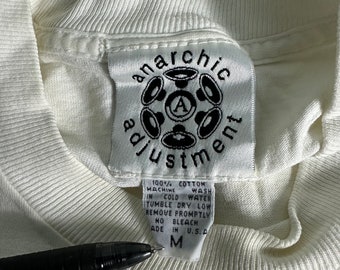 anarchic
A
adjustment
100% COTTON
MACHINE WASH
IN COLD WATER
TUMBLE DRY LOW
REMOVE PROMPTLY
NO BLEACH
MADE IN U.S.A.
M